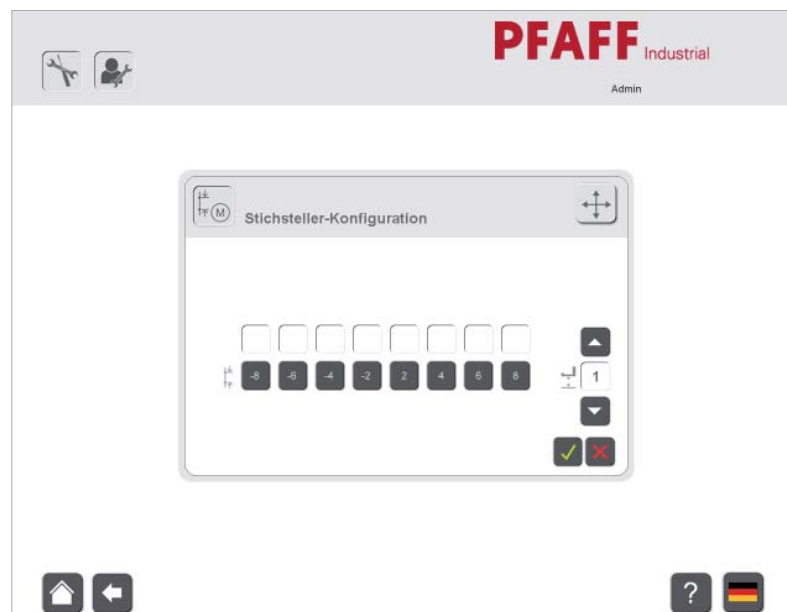 PFAFF Industrial
Admin
M
Stichsteller-Konfiguration
-8 -6 -4 -2 2 4 6 8
1
?